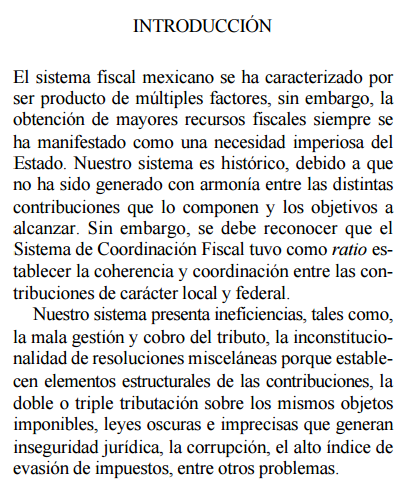 INTRODUCCIÓN
El sistema fiscal mexicano se ha caracterizado por
ser producto de múltiples factores, sin embargo, la
obtención de mayores recursos fiscales siempre se
ha manifestado como una necesidad imperiosa del
Estado. Nuestro sistema es histórico, debido a que
no ha sido generado con armonía entre las distintas
contribuciones que lo componen y los objetivos a
alcanzar. Sin embargo, se debe reconocer que el
Sistema de Coordinación Fiscal tuvo como ratio es-
tablecer la coherencia y coordinación entre las con-
tribuciones de carácter local y federal.
Nuestro sistema presenta ineficiencias, tales como,
la mala gestión y cobro del tributo, la inconstitucio-
nalidad de resoluciones misceláneas porque estable-
cen elementos estructurales de las contribuciones, la
doble o triple tributación sobre los mismos objetos
imponibles, leyes oscuras e imprecisas que generan
inseguridad jurídica, la corrupción, el alto índice de
evasión de impuestos, entre otros problemas.